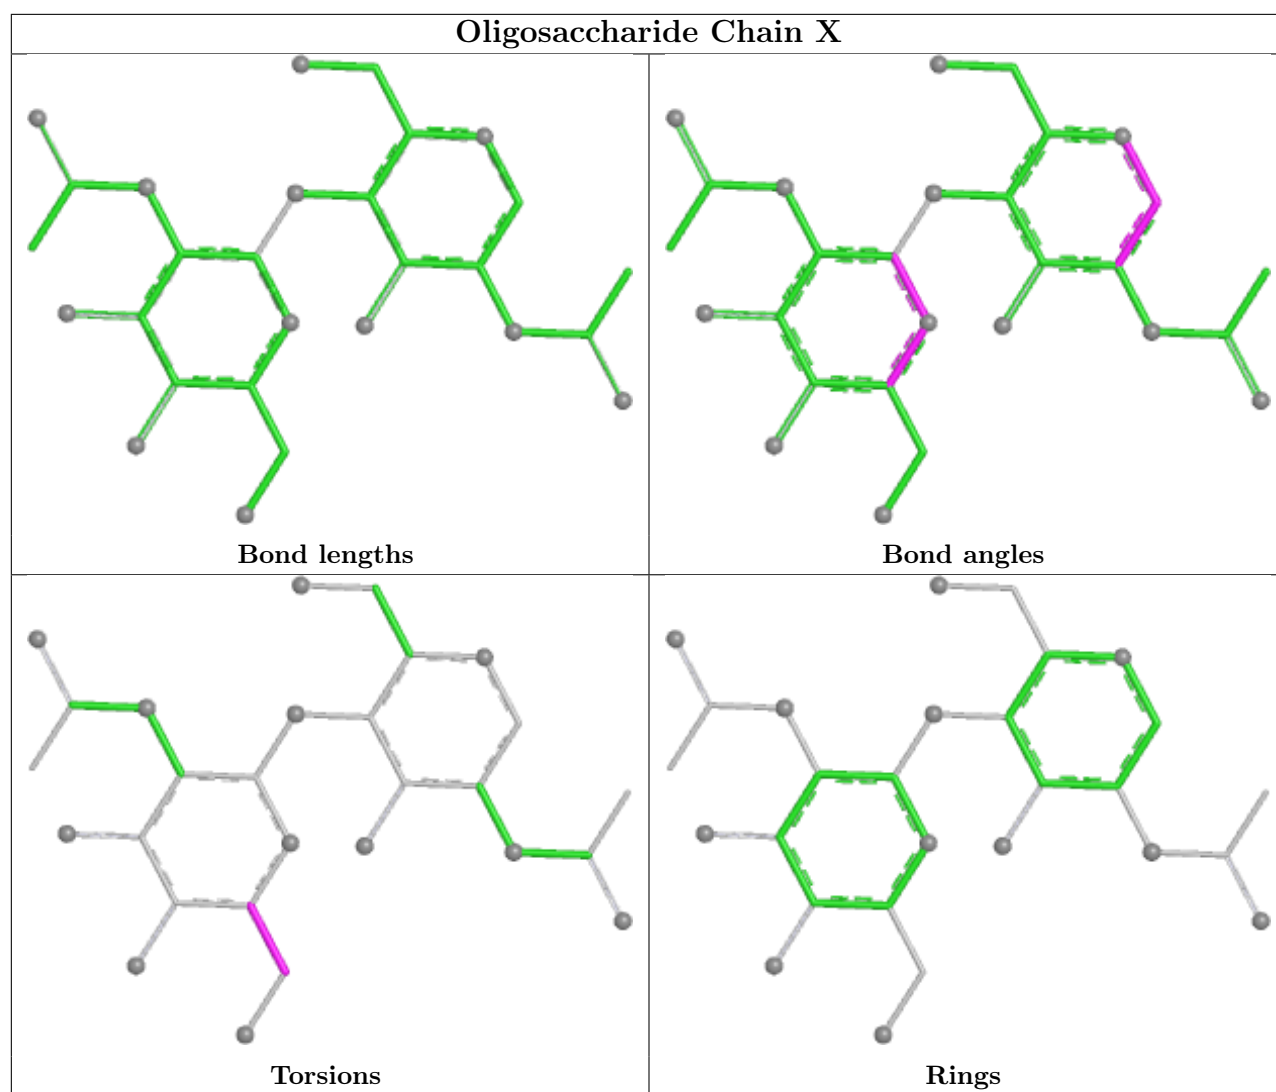 Oligosaccharide Chain X
Bond lengths
Bond angles
Torsions
Rings